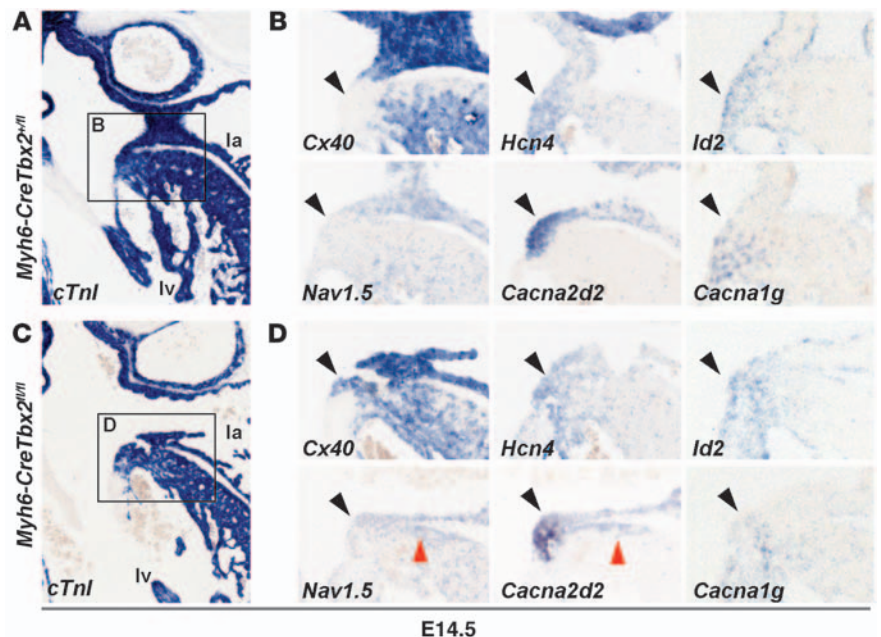 A
B
Myh6-CreTbx2+/fl
B
la
lv
cTnI
Cx40
Hcn4
Id2
Nav1.5
Cacna2d2
Cacna1g
C
D
Myh6-CreTbx2fl/fl
D
la
lv
cTnI
Cx40
Hcn4
Id2
Nav1.5
Cacna2d2
Cacna1g
E14.5